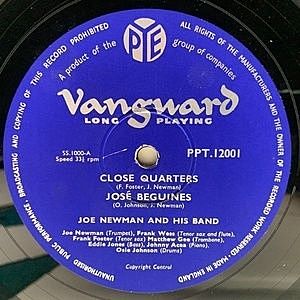 ALL RIGHTS OF THE MANUFACTURERS AND THE OWNER OF THE RECORDED WORK RESERVED · MADE IN ENGLAND
UNAUTHORISED PUBLIC PERFORMANCE, BROADCASTING AND COPYING OF THIS RECORD PROHIBITED
PYE
A product of the group of companies
Vanguard
LONG PLAYING
SS.1000-A
Speed 33⅓ rpm
PPT.12001
CLOSE QUARTERS
(F. Foster, J. Newman)
JOSÉ BEGUINES
(O. Johnson, J. Newman)
JOE NEWMAN AND HIS BAND
Joe Newman (Trumpet), Frank Wess (Tenor sax and flute),
Frank Foster (Tenor sax) Matthew Gee (Trombone),
Eddie Jones (Bass), Johnny Acea (Piano),
Osie Johnson (Drums)
Copyright Control